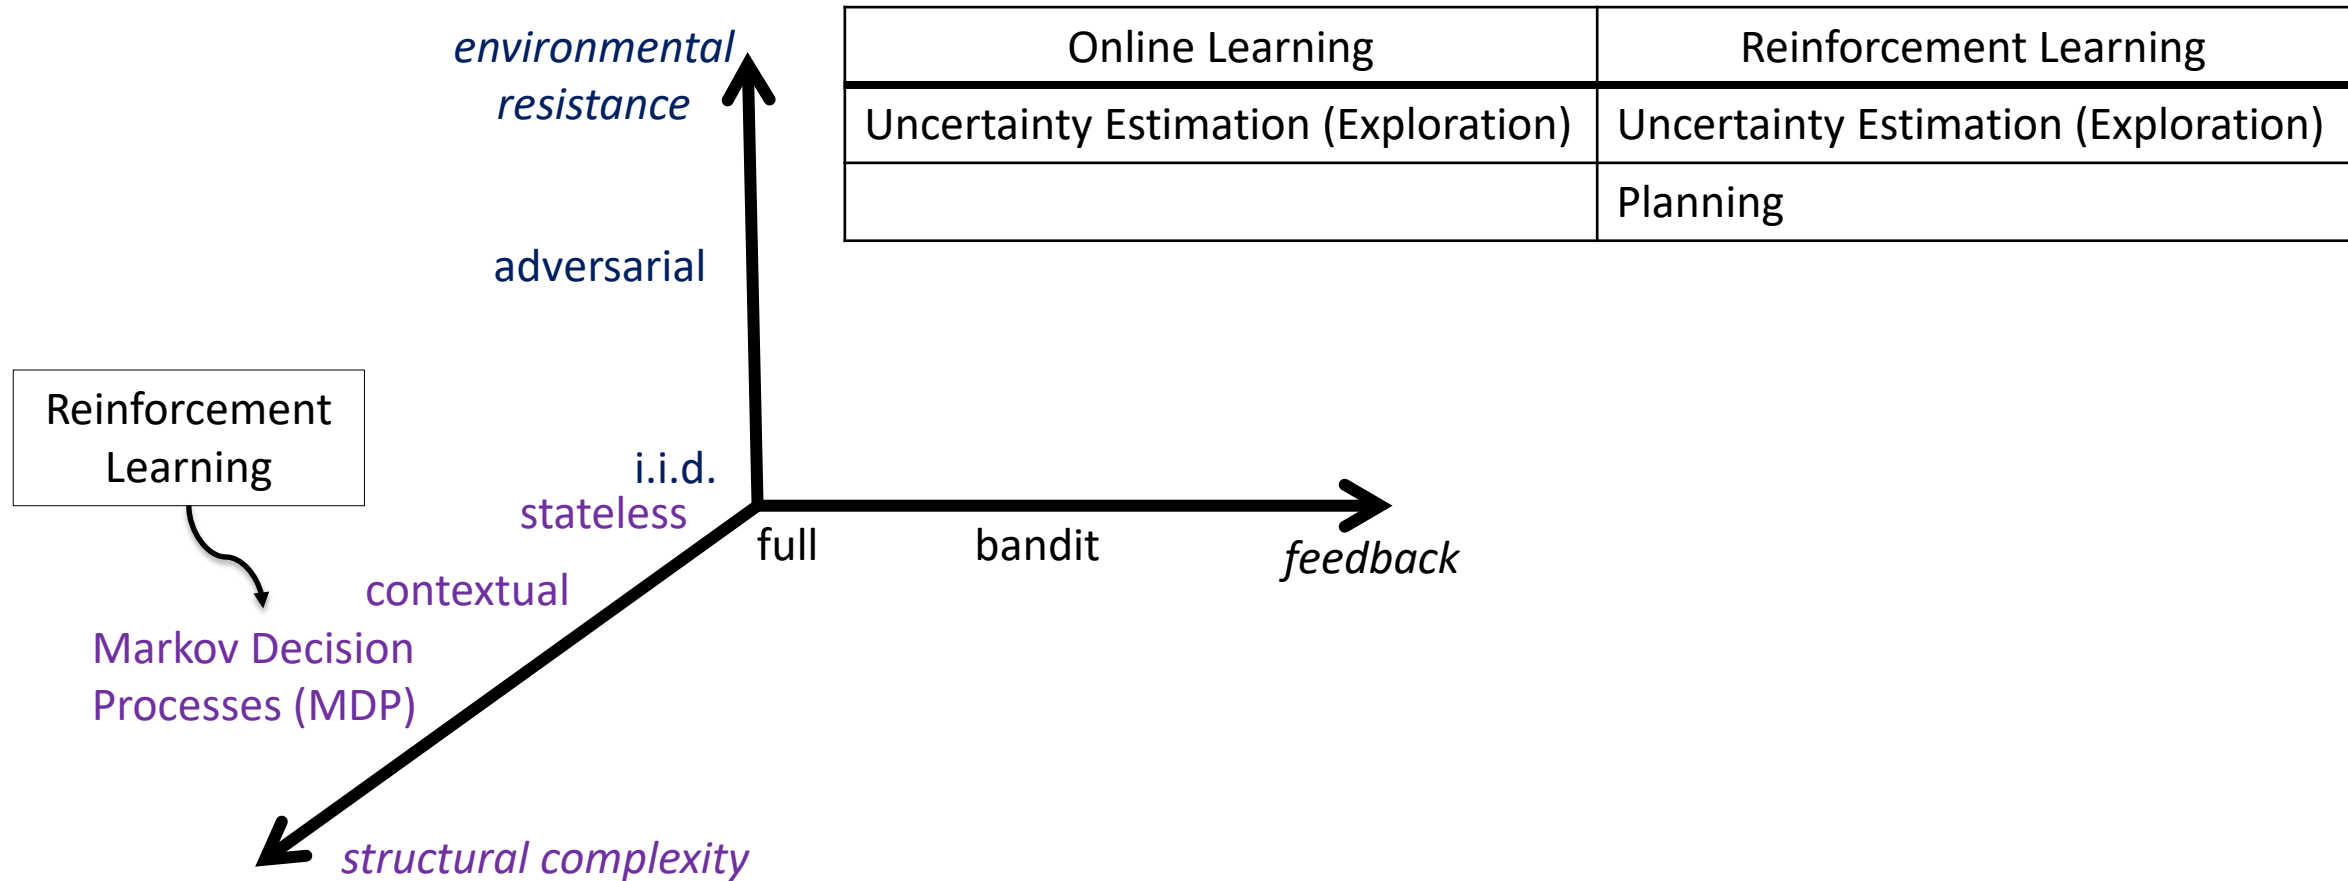 environmental
resistance
Online Learning
Reinforcement Learning
Uncertainty Estimation (Exploration)
Uncertainty Estimation (Exploration)
Planning
adversarial
Reinforcement
Learning
i.i.d.
stateless
full
bandit
feedback
contextual
Markov Decision
Processes (MDP)
structural complexity